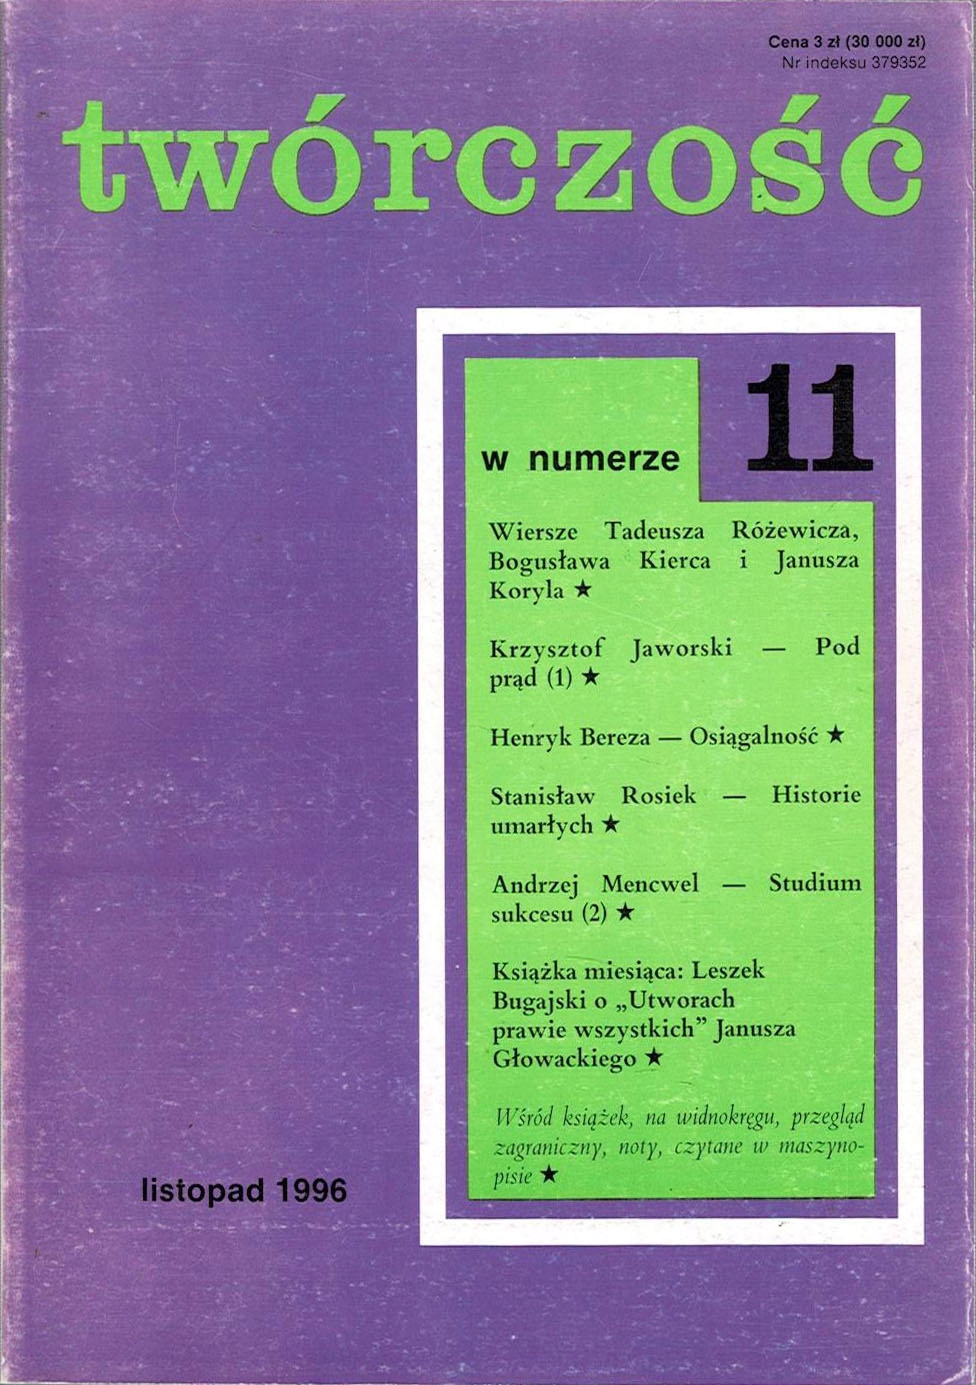 Cena 3 zł (30 000 zł)
Nr indeksu 379352
twórczość
11
w numerze
Wiersze Tadeusza Różewicza,
Bogusława Kierca i Janusza
Koryla ★
Krzysztof Jaworski — Pod
prąd (1) ★
Henryk Bereza — Osiągalność ★
Stanisław Rosiek — Historie
umarłych ★
Andrzej Mencwel — Studium
sukcesu (2) ★
Książka miesiąca: Leszek
Bugajski o „Utworach
prawie wszystkich” Janusza
Głowackiego ★
Wśród książek, na widnokręgu, przegląd
zagraniczny, noty, czytane w maszyno-
pisie ★
listopad 1996